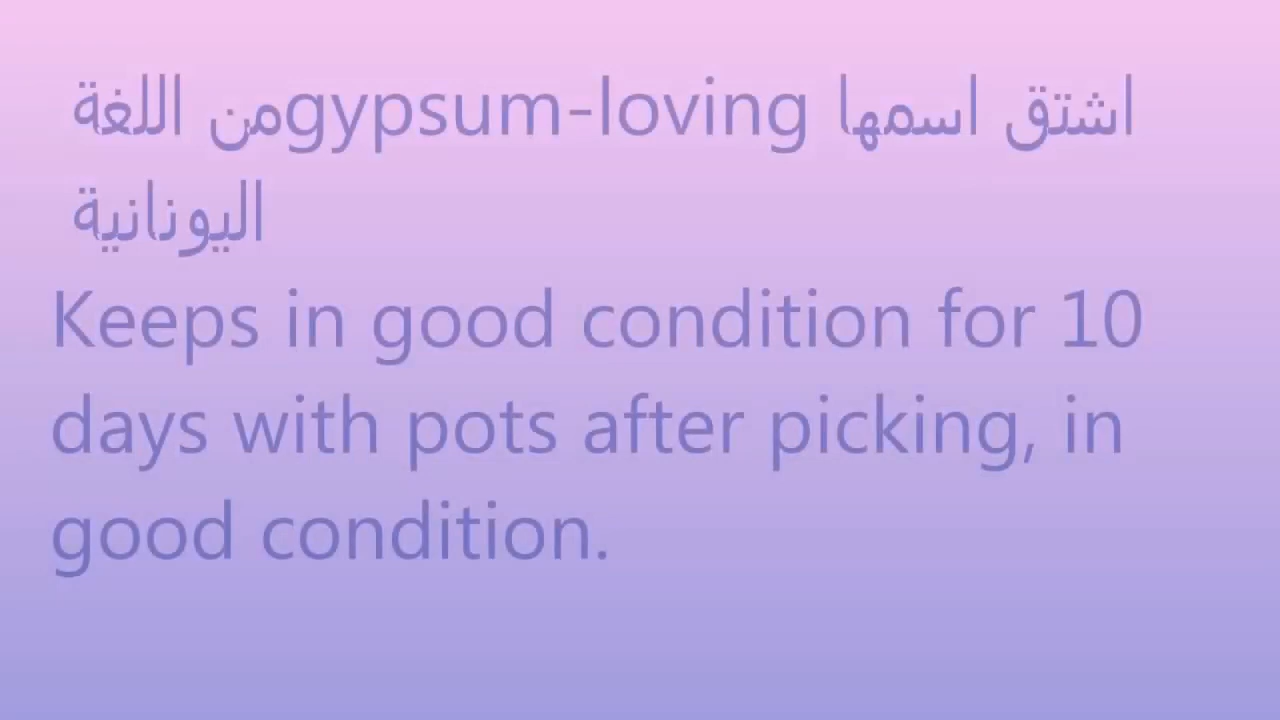 اشتق اسمها gypsum-lovingمن اللغة
اليونانية
Keeps in good condition for 10
days with pots after picking, in
good condition.